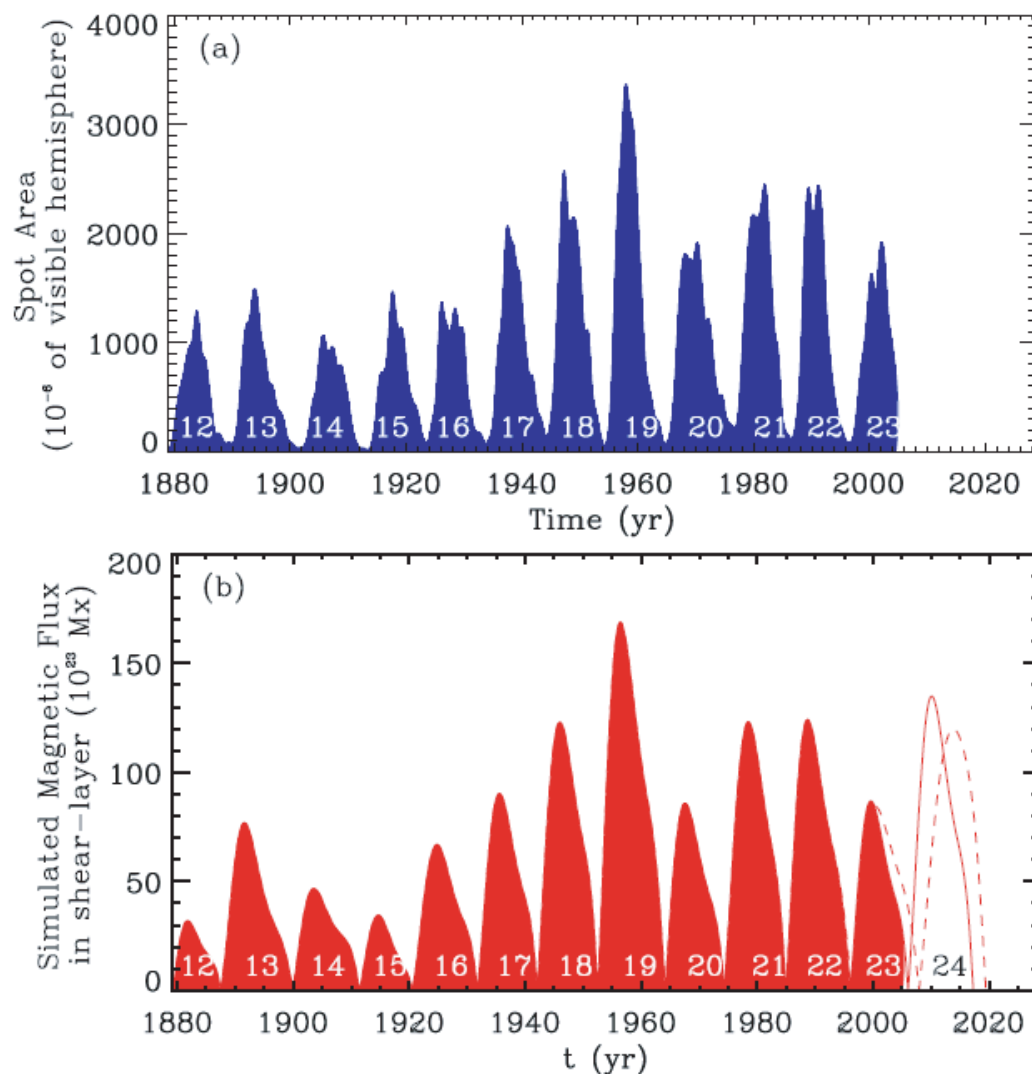 (a)
4000
3000
2000
1000
0
Spot Area
(10⁻⁶ of visible hemisphere)
12 13 14 15 16 17 18 19 20 21 22 23
1880 1900 1920 1940 1960 1980 2000 2020
Time (yr)
(b)
200
150
100
50
0
Simulated Magnetic Flux
in shear-layer (10²³ Mx)
12 13 14 15 16 17 18 19 20 21 22 23 24
1880 1900 1920 1940 1960 1980 2000 2020
t (yr)